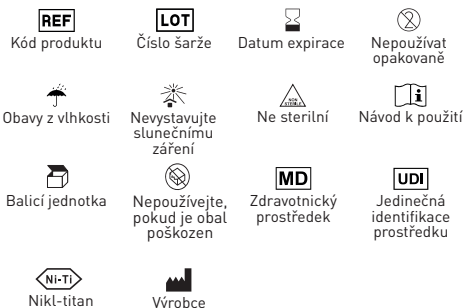 REF
LOT
2
Kód produktu
Číslo šarže
Datum expirace
Nepoužívat
opakovaně
NON
STERILE
i
Obavy z vlhkosti
Nevystavujte
slunečnímu
záření
Ne sterilní
Návod k použití
MD
UDI
Balicí jednotka
Nepoužívejte,
pokud je obal
poškozen
Zdravotnický
prostředek
Jedinečná
identifikace
prostředku
Ni-Ti
Nikl-titan
Výrobce